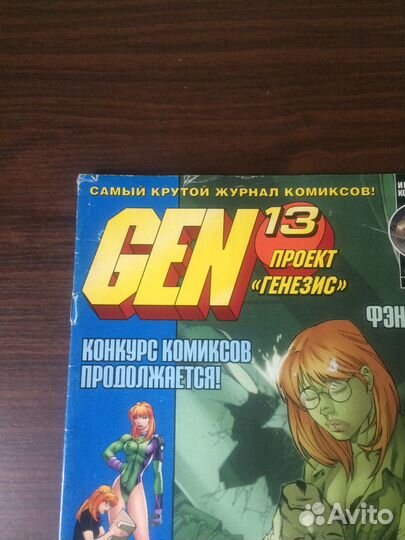 САМЫЙ КРУТОЙ ЖУРНАЛ КОМИКСОВ!
GEN 13
ПРОЕКТ
«ГЕНЕЗИС»
КОНКУРС КОМИКСОВ
ПРОДОЛЖАЕТСЯ!
Avito